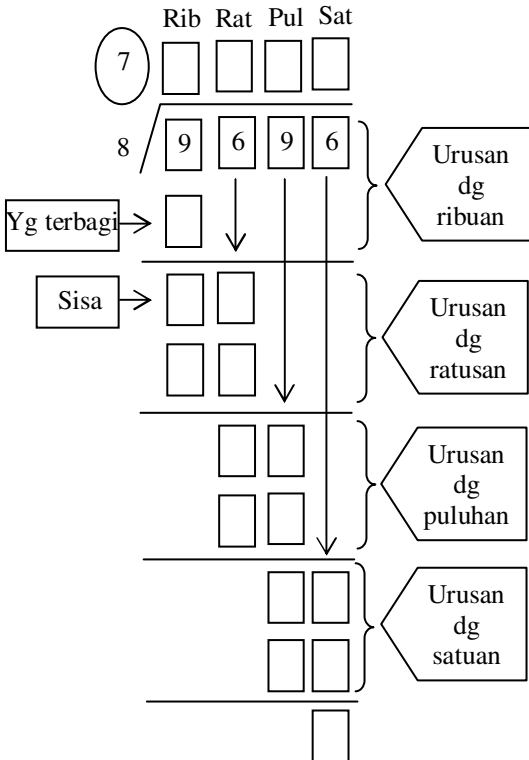 Rib Rat Pul Sat
7
8 9 6 9 6
Urusan
dg
ribuan
Yg terbagi
Sisa
Urusan
dg
ratusan
Urusan
dg
puluhan
Urusan
dg
satuan